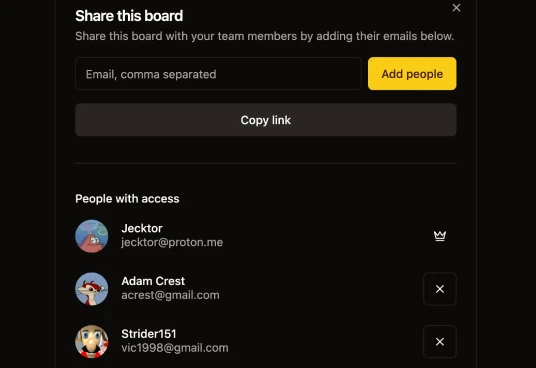 Share this board
Share this board with your team members by adding their emails below.
Email, comma separated
Add people
Copy link
People with access
Jecktor
jecktor@proton.me
Adam Crest
acrest@gmail.com
Strider151
vic1998@gmail.com